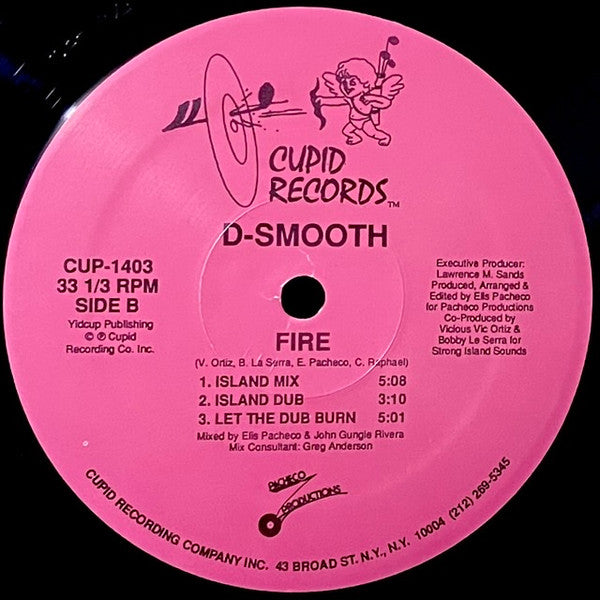 CUPID
RECORDS™
D-SMOOTH
CUP-1403
33 1/3 RPM
SIDE B
Yidcup Publishing
© ℗ Cupid
Recording Co. Inc.
Executive Producer:
Lawrence M. Sands
Produced, Arranged &
Edited by Elis Pacheco
for Pacheco Productions
Co-Produced by
Vicious Vic Ortiz &
Bobby Le Serra for
Strong Island Sounds
FIRE
(V. Ortiz, B. La Serra, E. Pacheco, C. Raphael)
1. ISLAND MIX 5:08
2. ISLAND DUB 3:10
3. LET THE DUB BURN 5:01
Mixed by Elis Pacheco & John Gungie Rivera
Mix Consultant: Greg Anderson
PACHECO
PRODUCTIONS
CUPID RECORDING COMPANY INC. 43 BROAD ST. N.Y., N.Y. 10004 (212) 269-5345